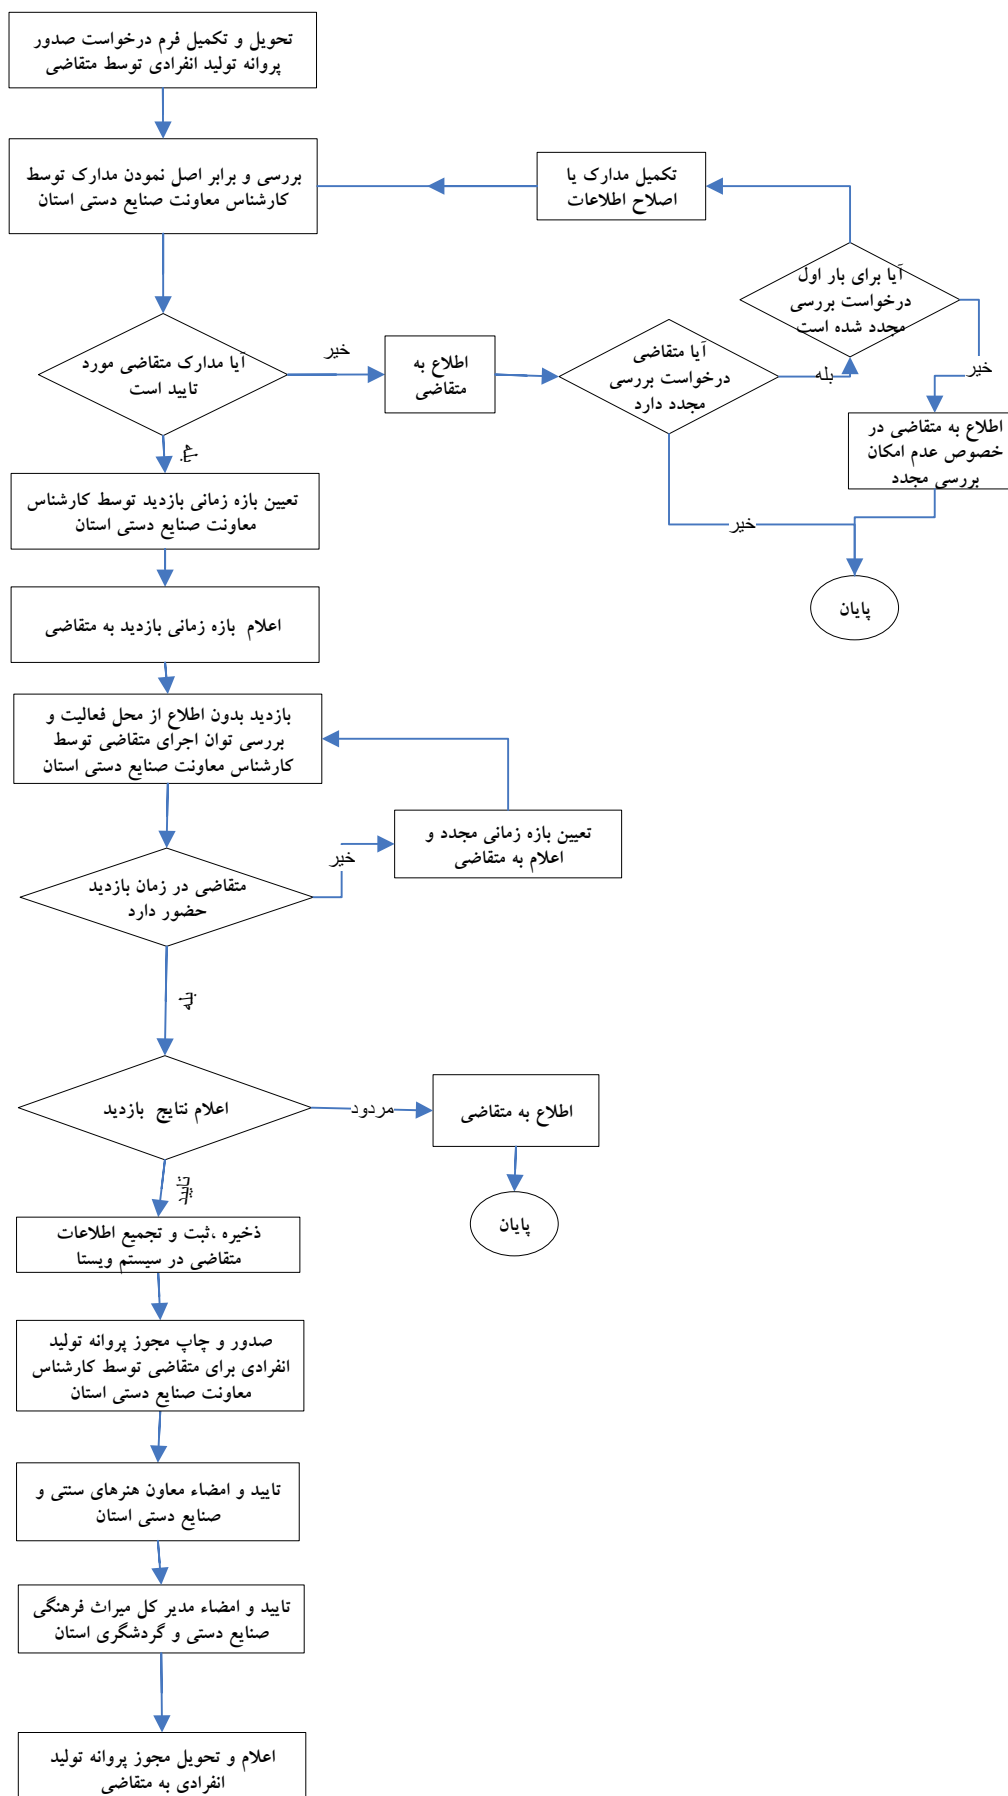 تحویل و تکمیل فرم درخواست صدور
پروانه تولید انفرادی توسط متقاضی
بررسی و برابر اصل نمودن مدارک توسط
کارشناس معاونت صنایع دستی استان
تکمیل مدارک یا
اصلاح اطلاعات
آیا برای بار اول
درخواست بررسی
مجدد شده است
خیر
اطلاع به متقاضی در
خصوص عدم امکان
بررسی مجدد
آیا مدارک متقاضی مورد
تایید است
خیر
اطلاع به
متقاضی
آیا متقاضی
درخواست بررسی
مجدد دارد
بله
خیر
پایان
تعیین بازه زمانی بازدید توسط کارشناس
معاونت صنایع دستی استان
اعلام بازه زمانی بازدید به متقاضی
بازدید بدون اطلاع از محل فعالیت و
بررسی توان اجرای متقاضی توسط
کارشناس معاونت صنایع دستی استان
تعیین بازه زمانی مجدد و
اعلام به متقاضی
خیر
متقاضی در زمان بازدید
حضور دارد
بله
اعلام نتایج بازدید
مردود
اطلاع به متقاضی
پایان
تایید
ذخیره ،ثبت و تجمیع اطلاعات
متقاضی در سیستم ویستا
صدور و چاپ مجوز پروانه تولید
انفرادی برای متقاضی توسط کارشناس
معاونت صنایع دستی استان
تایید و امضاء معاون هنرهای سنتی و
صنایع دستی استان
تایید و امضاء مدیر کل میراث فرهنگی
صنایع دستی و گردشگری استان
اعلام و تحویل مجوز پروانه تولید
انفرادی به متقاضی